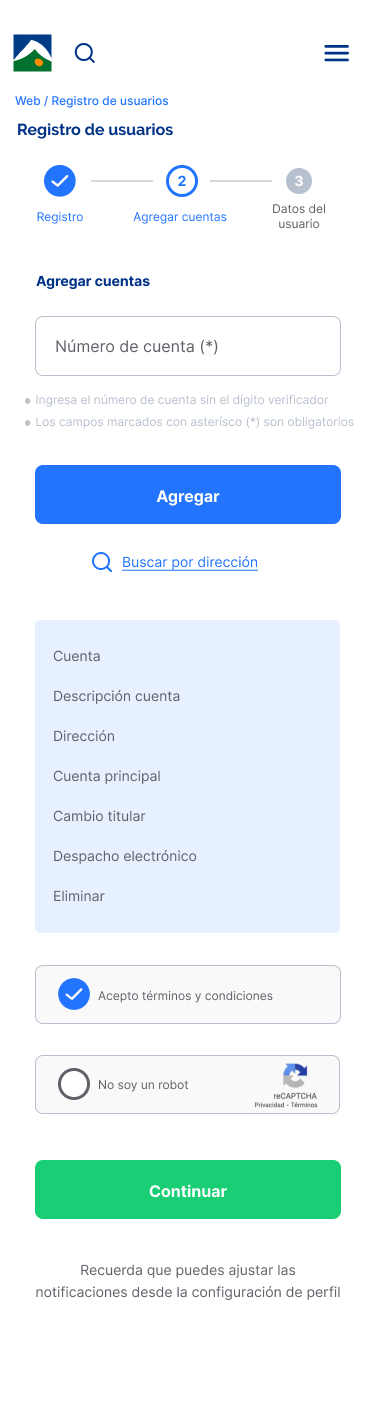 Web / Registro de usuarios
Registro de usuarios
2
3
Registro
Agregar cuentas
Datos del
usuario
Agregar cuentas
Número de cuenta (*)
• Ingresa el número de cuenta sin el dígito verificador
• Los campos marcados con asterísco (*) son obligatorios
Agregar
Buscar por dirección
Cuenta
Descripción cuenta
Dirección
Cuenta principal
Cambio titular
Despacho electrónico
Eliminar
Acepto términos y condiciones
No soy un robot
reCAPTCHA
Privacidad - Términos
Continuar
Recuerda que puedes ajustar las
notificaciones desde la configuración de perfil